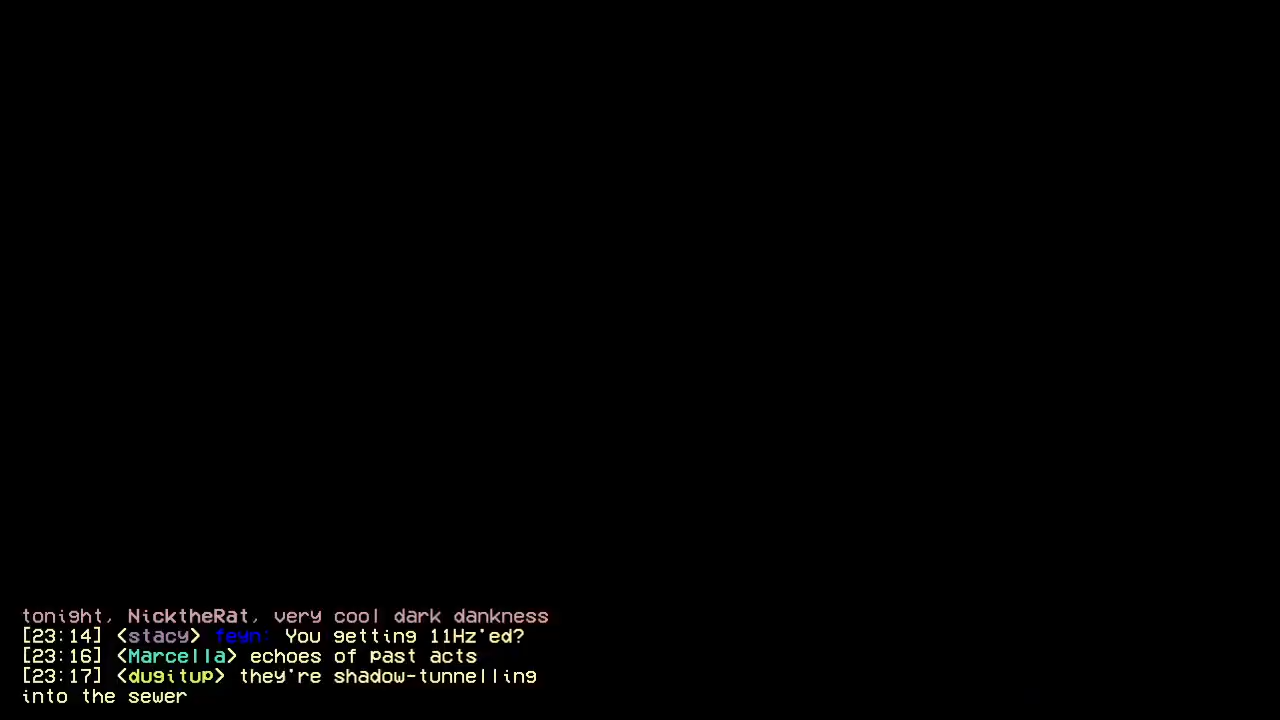 tonight, NicktheRat, very cool dark dankness
[23:14] <stacy> feyn: You getting 11Hz'ed?
[23:16] <Marcella> echoes of past acts
[23:17] <dugitup> they're shadow-tunnelling
into the sewer